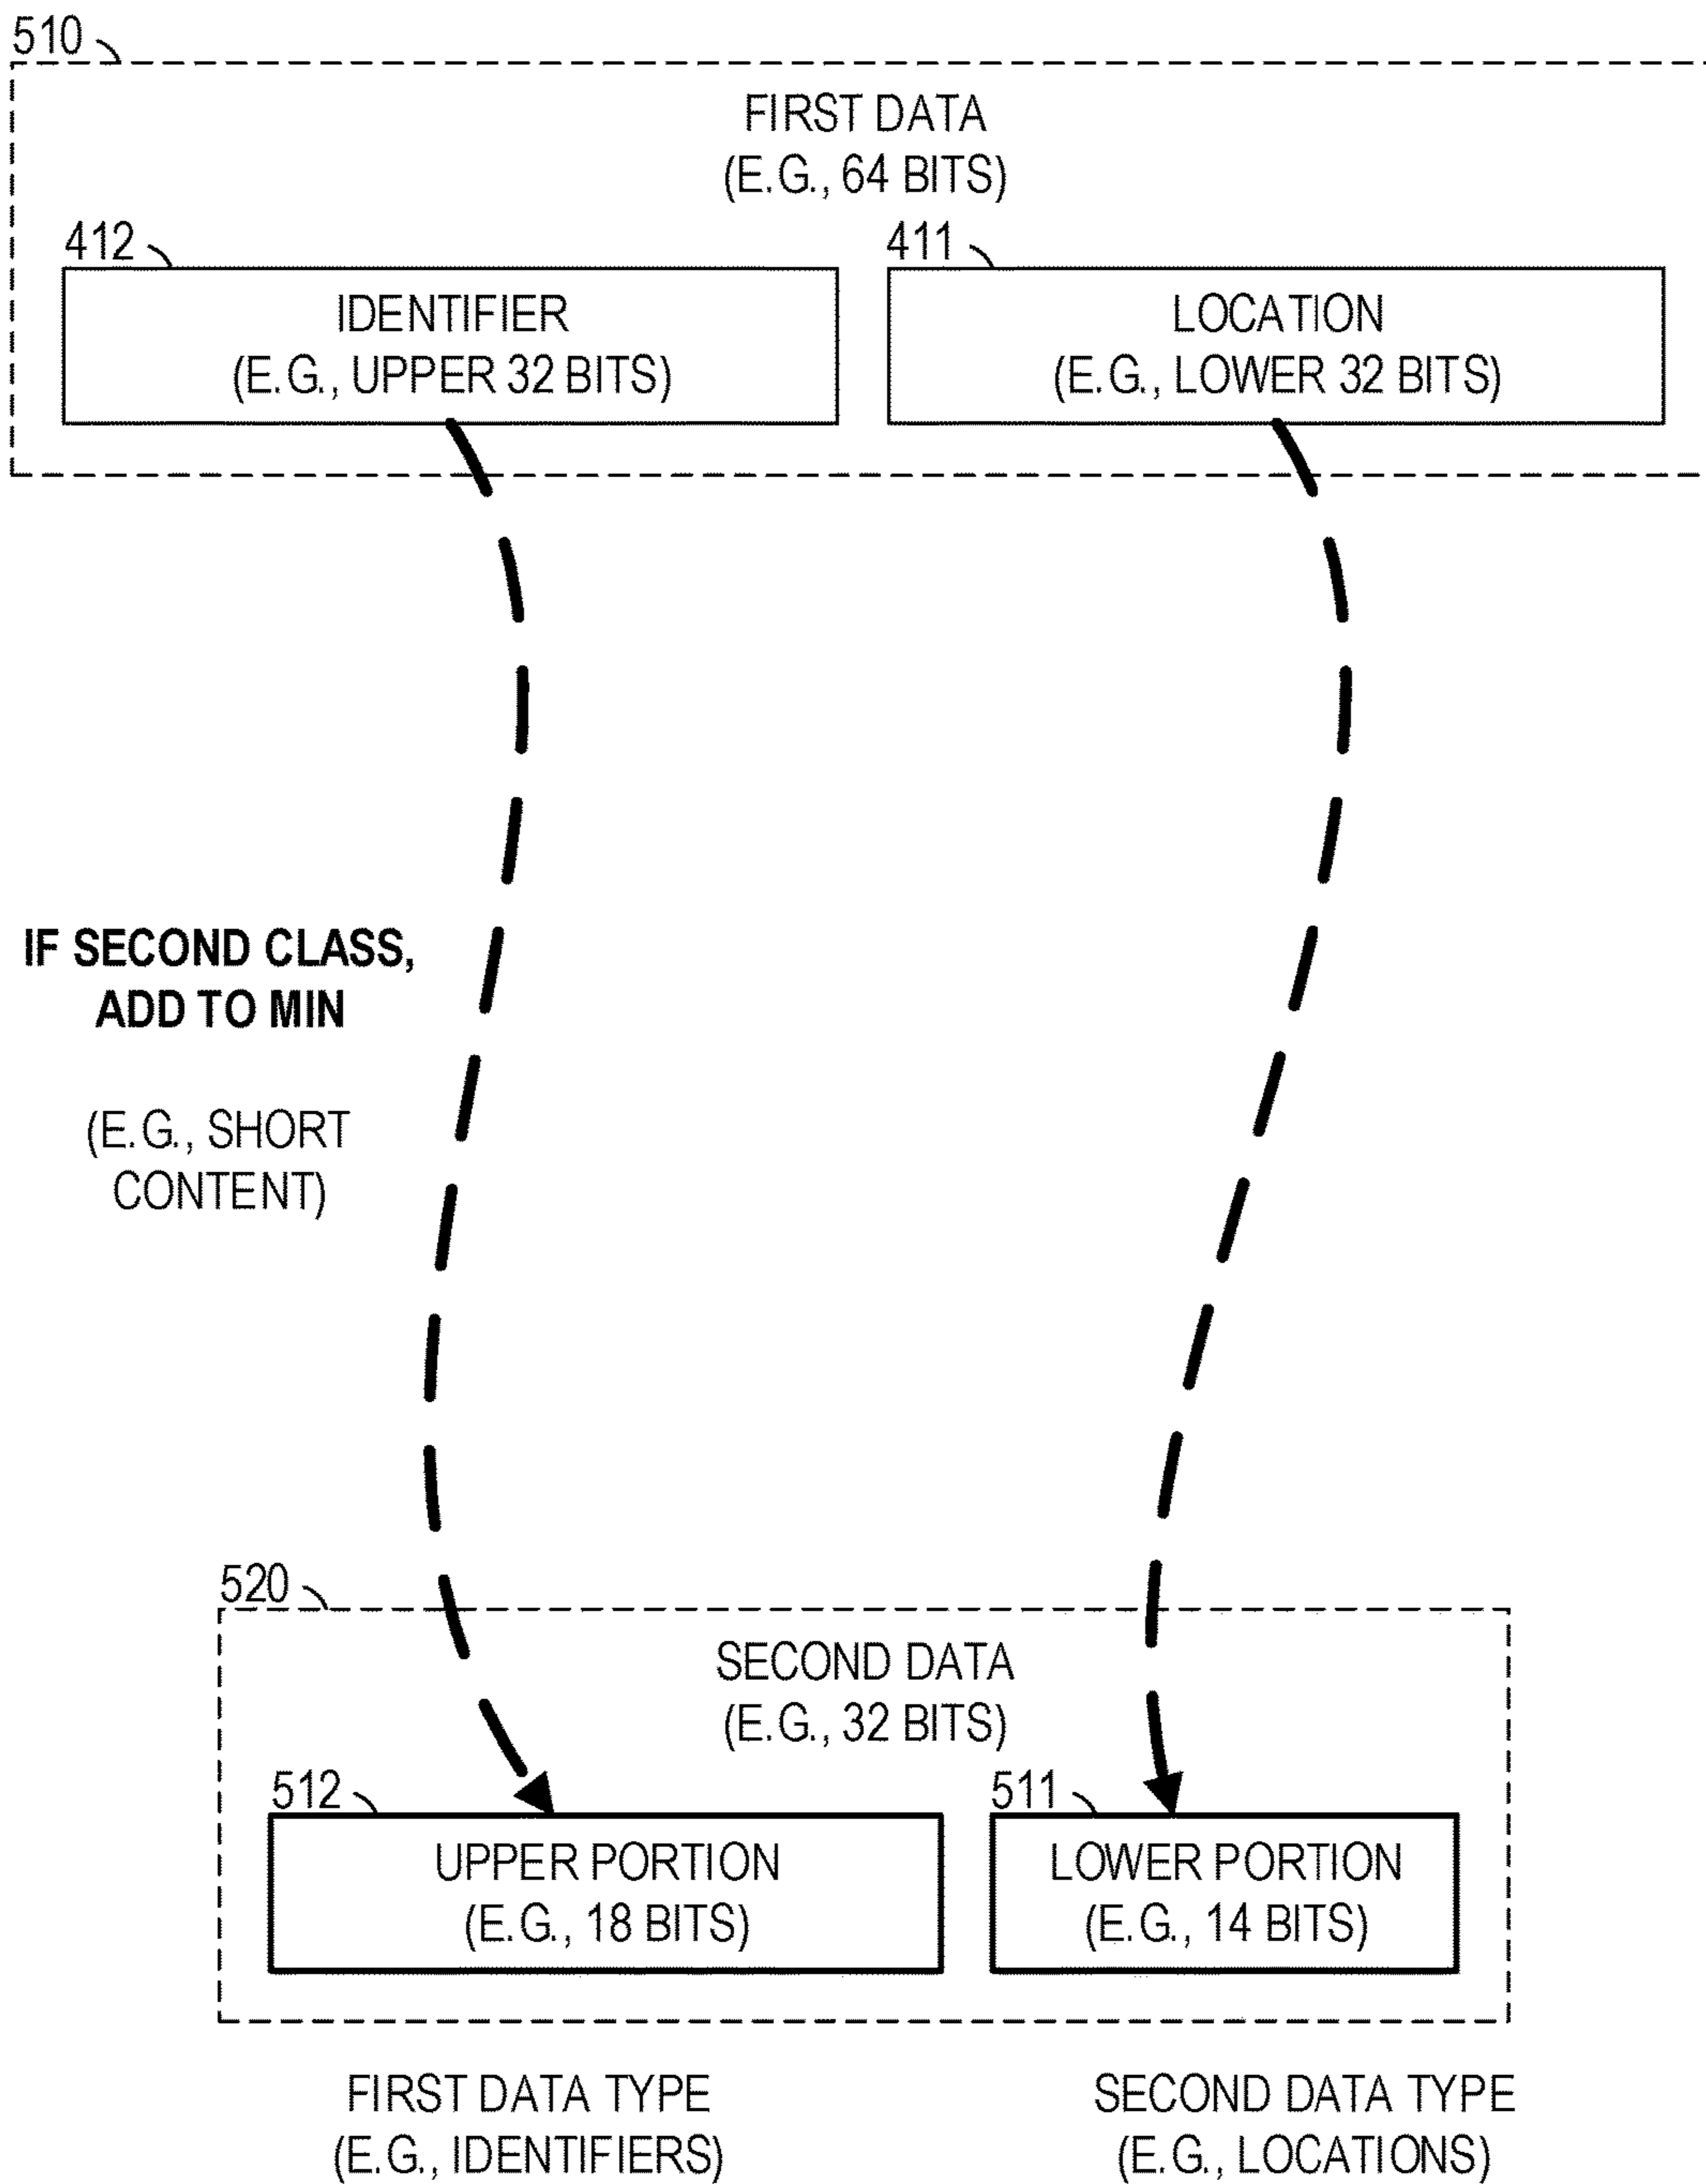 510
FIRST DATA
(E.G., 64 BITS)
412
411
IDENTIFIER
(E.G., UPPER 32 BITS)
LOCATION
(E.G., LOWER 32 BITS)
IF SECOND CLASS,
ADD TO MIN
(E.G., SHORT
CONTENT)
520
SECOND DATA
(E.G., 32 BITS)
512
511
UPPER PORTION
(E.G., 18 BITS)
LOWER PORTION
(E.G., 14 BITS)
FIRST DATA TYPE
(E.G., IDENTIFIERS)
SECOND DATA TYPE
(E.G., LOCATIONS)